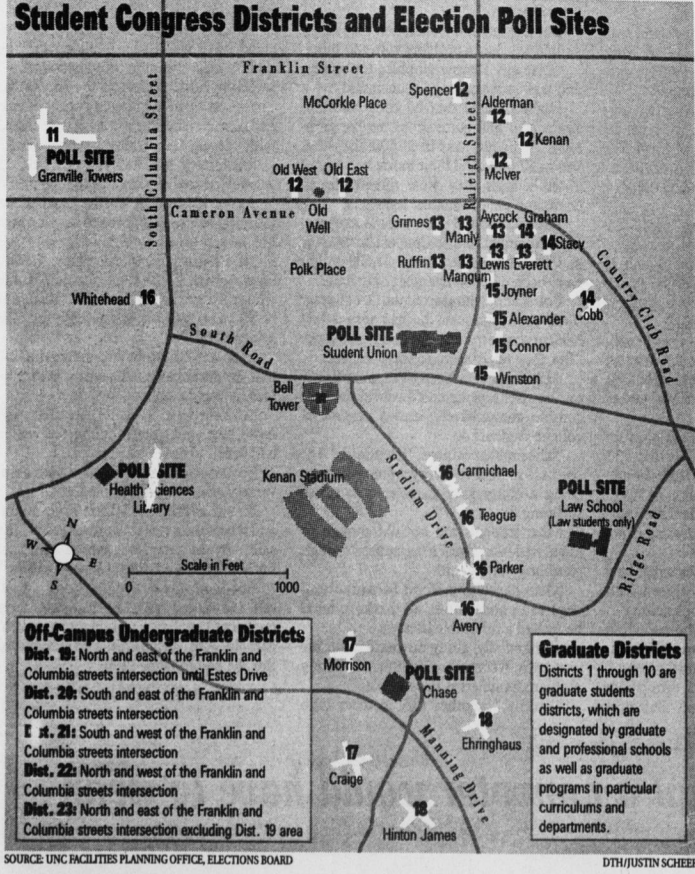 Student Congress Districts and Election Poll Sites
Franklin Street
South Columbia Street
Raleigh Street
McCorkle Place
Spencer 12
Alderman
12
12 Kenan
12
McIver
11
POLL SITE
Granville Towers
Old West Old East
12 12
Cameron Avenue
Old
Well
Grimes 13 13
Manly
Aycock Graham
13 14
14 Stacy
13 13
Lewis Everett
Ruffin 13 13
Mangum
Polk Place
Country Club Road
Whitehead 16
15 Joyner
14
Cobb
15 Alexander
15 Connor
15 Winston
South Road
POLL SITE
Student Union
Bell
Tower
POLL SITE
Health Sciences
Library
Kenan Stadium
Stadium Drive
16 Carmichael
16 Teague
16 Parker
16
Avery
POLL SITE
Law School
(Law students only)
Ridge Road
N
W E
S
Scale in Feet
0 1000
17
Morrison
POLL SITE
Chase
18
Ehringhaus
17
Craige
Manning Drive
18
Hinton James
Off-Campus Undergraduate Districts
Dist. 19: North and east of the Franklin and
Columbia streets intersection until Estes Drive
Dist. 20: South and east of the Franklin and
Columbia streets intersection
Dist. 21: South and west of the Franklin and
Columbia streets intersection
Dist. 22: North and west of the Franklin and
Columbia streets intersection
Dist. 23: North and east of the Franklin and
Columbia streets intersection excluding Dist. 19 area
Graduate Districts
Districts 1 through 10 are
graduate students
districts, which are
designated by graduate
and professional schools
as well as graduate
programs in particular
curriculums and
departments.
SOURCE: UNC FACILITIES PLANNING OFFICE, ELECTIONS BOARD
DTH/JUSTIN SCHEEF